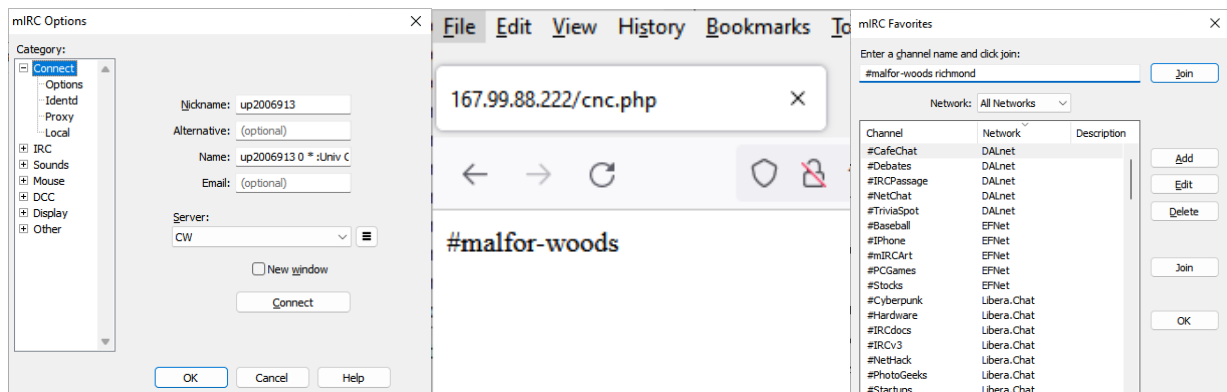 mIRC Options
Category:
Connect
Options
Identd
Proxy
Local
IRC
Sounds
Mouse
DCC
Display
Other
Nickname: up2006913
Alternative: (optional)
Name: up2006913 0 * :Univ C
Email: (optional)
Server:
CW
New window
Connect
OK Cancel Help
File Edit View History Bookmarks To
167.99.88.222/cnc.php
#malfor-woods
mIRC Favorites
Enter a channel name and click join:
#malfor-woods richmond Join
Network: All Networks
Channel Network Description
#CafeChat DALnet
#Debates DALnet
#IRCPassage DALnet
#NetChat DALnet
#TriviaSpot DALnet
#Baseball EFNet
#IPhone EFNet
#mIRCArt EFNet
#PCGames EFNet
#Stocks EFNet
#Cyberpunk Libera.Chat
#Hardware Libera.Chat
#IRCdocs Libera.Chat
#IRCv3 Libera.Chat
#NetHack Libera.Chat
#PhotoGeeks Libera.Chat
#Startups Libera.Chat
Add
Edit
Delete
Join
OK